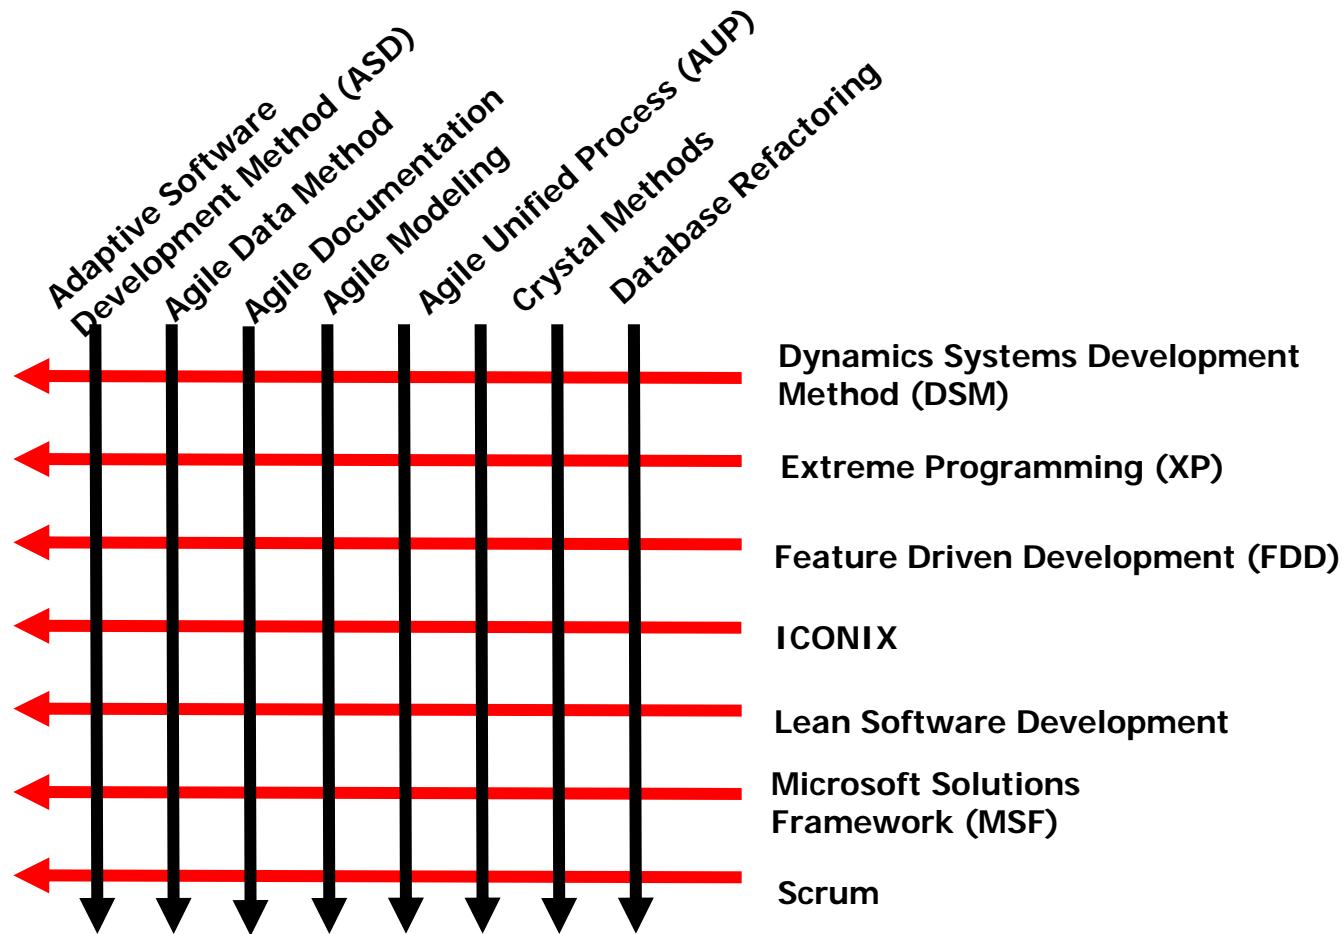 Adaptive Software
Development Method (ASD)
Agile Data Method
Agile Documentation
Agile Modeling
Agile Unified Process (AUP)
Crystal Methods
Database Refactoring
Dynamics Systems Development
Method (DSM)
Extreme Programming (XP)
Feature Driven Development (FDD)
ICONIX
Lean Software Development
Microsoft Solutions
Framework (MSF)
Scrum